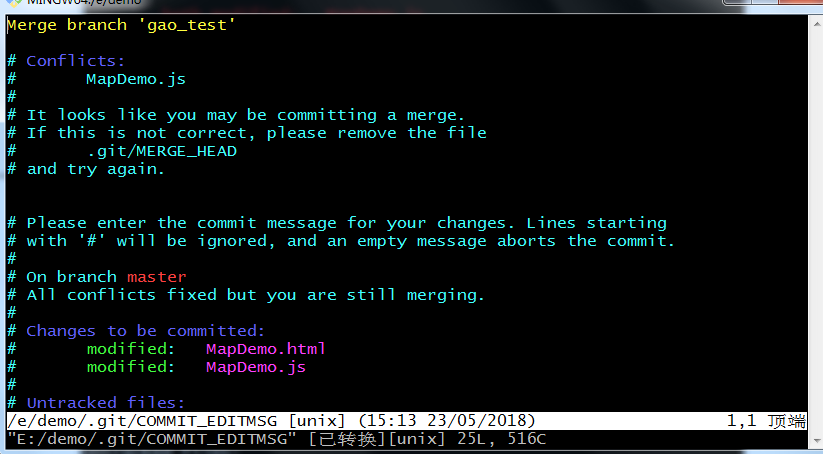 MINGW64:/e/demo
Merge branch 'gao_test'
# Conflicts:
#       MapDemo.js
#
# It looks like you may be committing a merge.
# If this is not correct, please remove the file
#       .git/MERGE_HEAD
# and try again.
# Please enter the commit message for your changes. Lines starting
# with '#' will be ignored, and an empty message aborts the commit.
#
# On branch master
# All conflicts fixed but you are still merging.
#
# Changes to be committed:
#       modified:   MapDemo.html
#       modified:   MapDemo.js
#
# Untracked files:
/e/demo/.git/COMMIT_EDITMSG [unix] (15:13 23/05/2018) 1,1 顶端
"E:/demo/.git/COMMIT_EDITMSG" [已转换][unix] 25L, 516C